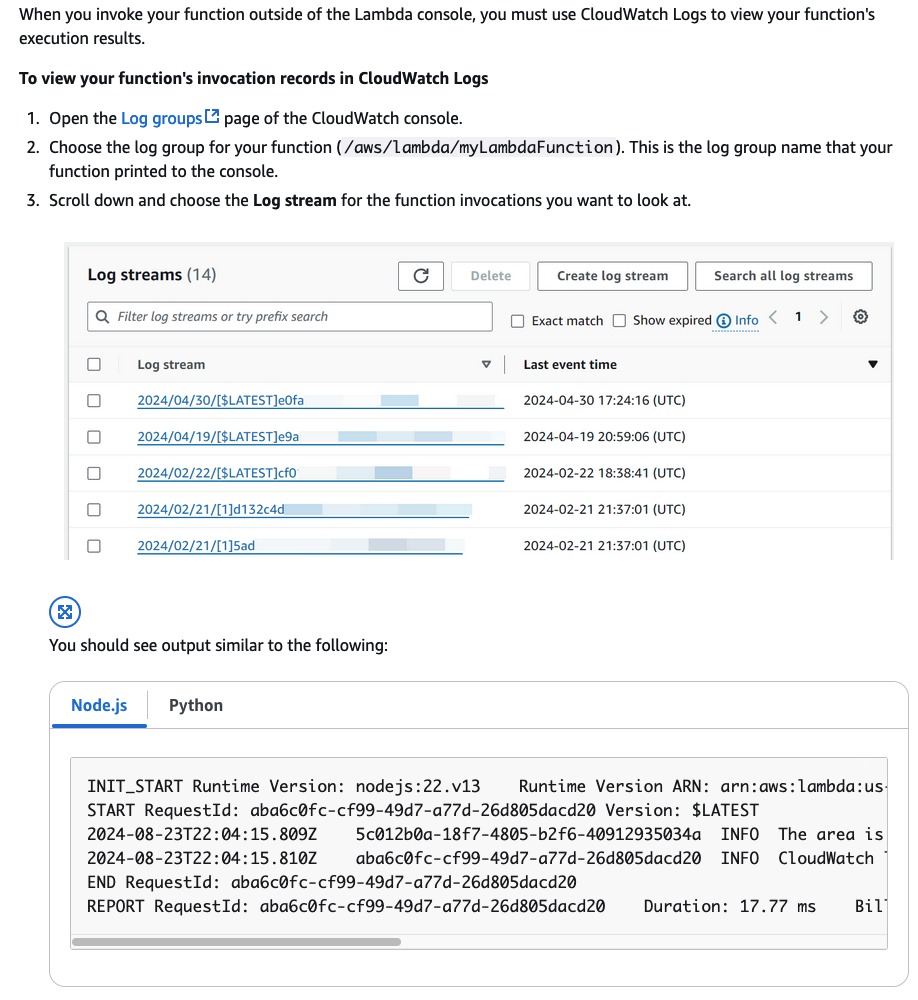 When you invoke your function outside of the Lambda console, you must use CloudWatch Logs to view your function's
execution results.
To view your function's invocation records in CloudWatch Logs
1. Open the Log groups page of the CloudWatch console.
2. Choose the log group for your function (/aws/lambda/myLambdaFunction). This is the log group name that your
function printed to the console.
3. Scroll down and choose the Log stream for the function invocations you want to look at.
Log streams (14)
Delete
Create log stream
Search all log streams
Filter log streams or try prefix search
Exact match
Show expired
Info
1
Log stream
Last event time
2024/04/30/[$LATEST]e0fa
2024-04-30 17:24:16 (UTC)
2024/04/19/[$LATEST]e9a
2024-04-19 20:59:06 (UTC)
2024/02/22/[$LATEST]cf0
2024-02-22 18:38:41 (UTC)
2024/02/21/[1]d132c4d
2024-02-21 21:37:01 (UTC)
2024/02/21/[1]5ad
2024-02-21 21:37:01 (UTC)
You should see output similar to the following:
Node.js
Python
INIT_START Runtime Version: nodejs:22.v13    Runtime Version ARN: arn:aws:lambda:us-
START RequestId: aba6c0fc-cf99-49d7-a77d-26d805dacd20 Version: $LATEST
2024-08-23T22:04:15.809Z    5c012b0a-18f7-4805-b2f6-40912935034a  INFO  The area is
2024-08-23T22:04:15.810Z    aba6c0fc-cf99-49d7-a77d-26d805dacd20  INFO  CloudWatch
END RequestId: aba6c0fc-cf99-49d7-a77d-26d805dacd20
REPORT RequestId: aba6c0fc-cf99-49d7-a77d-26d805dacd20    Duration: 17.77 ms